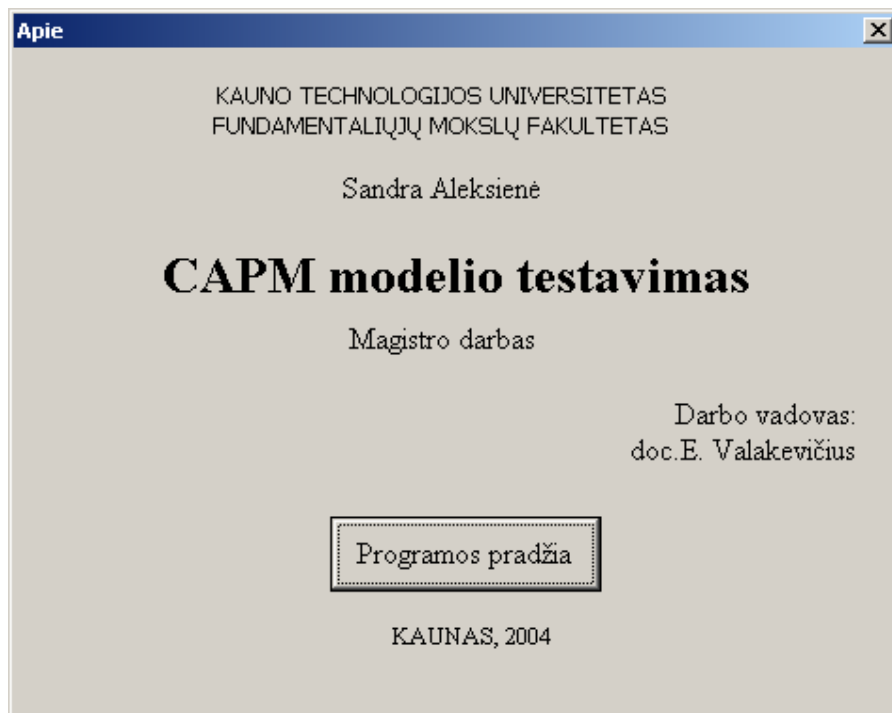 Apie
KAUNO TECHNOLOGIJOS UNIVERSITETAS
FUNDAMENTALIŲJŲ MOKSLŲ FAKULTETAS
Sandra Aleksienė
CAPM modelio testavimas
Magistro darbas
Darbo vadovas:
doc.E. Valakevičius
Programos pradžia
KAUNAS, 2004